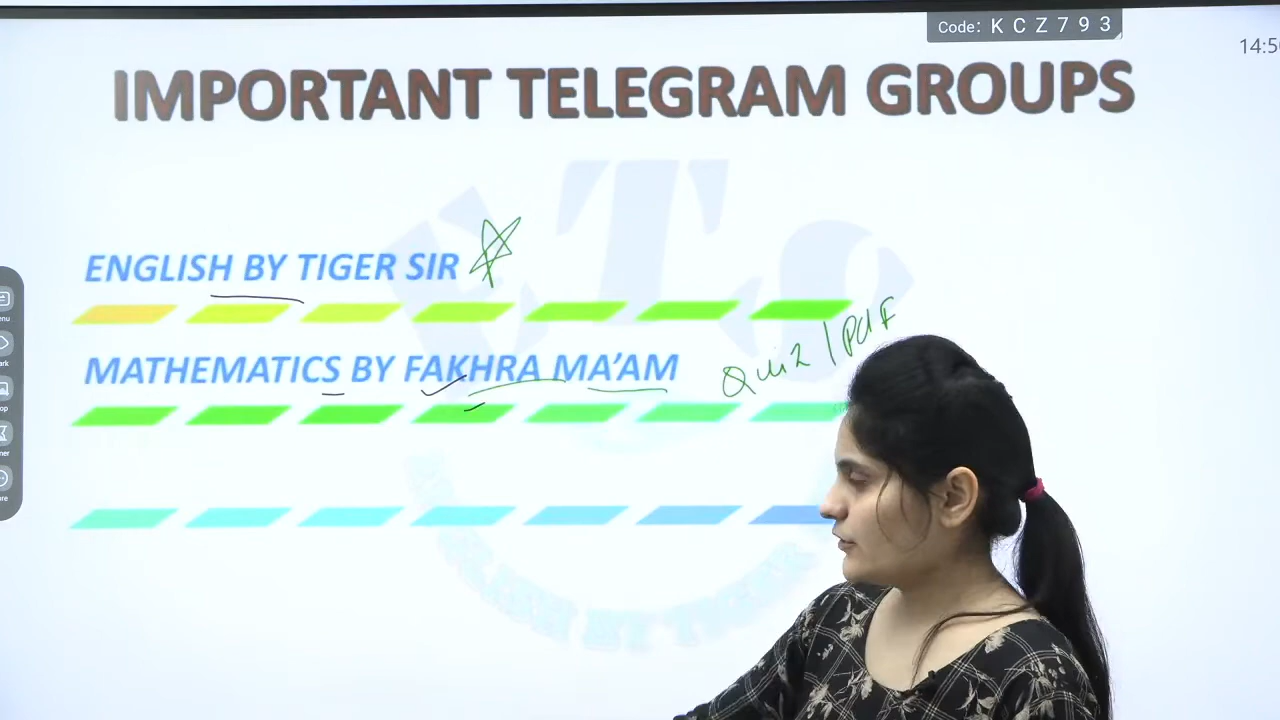 Code: K C Z 7 9 3
14:5
IMPORTANT TELEGRAM GROUPS
ENGLISH BY TIGER SIR
MATHEMATICS BY FAKHRA MA'AM
Quiz | Pdf